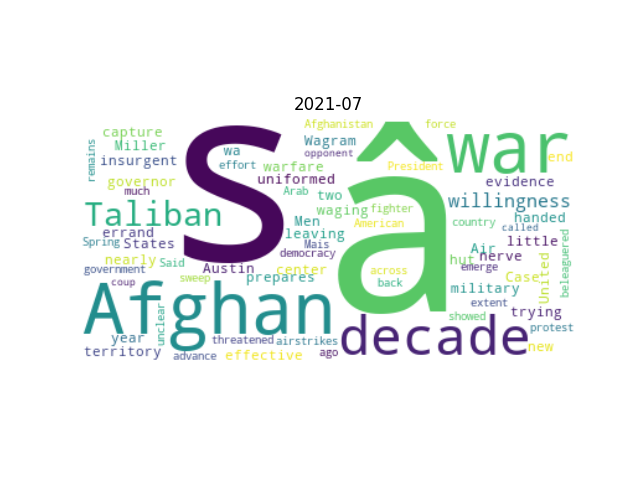 2021-07
S
â
war
Afghan
decade
Taliban
Afghanistan
force
capture
Miller
insurgent
remains
wa
effort
Wagram
opponent
President
end
evidence
warfare
uniformed
governor
much
Arab
two
fighter
willingness
waging
American
country
handed
called
errand
States
Men
leaving
Spring
nearly
Said
Austin
center
Mais
democracy
hut
Air
nerve
little
beleaguered
government
coup
sweep
prepares
across
back
emerge
Case
United
military
extent
trying
unclear
year
territory
advance
threatened
effective
airstrikes
ago
showed
protest
new